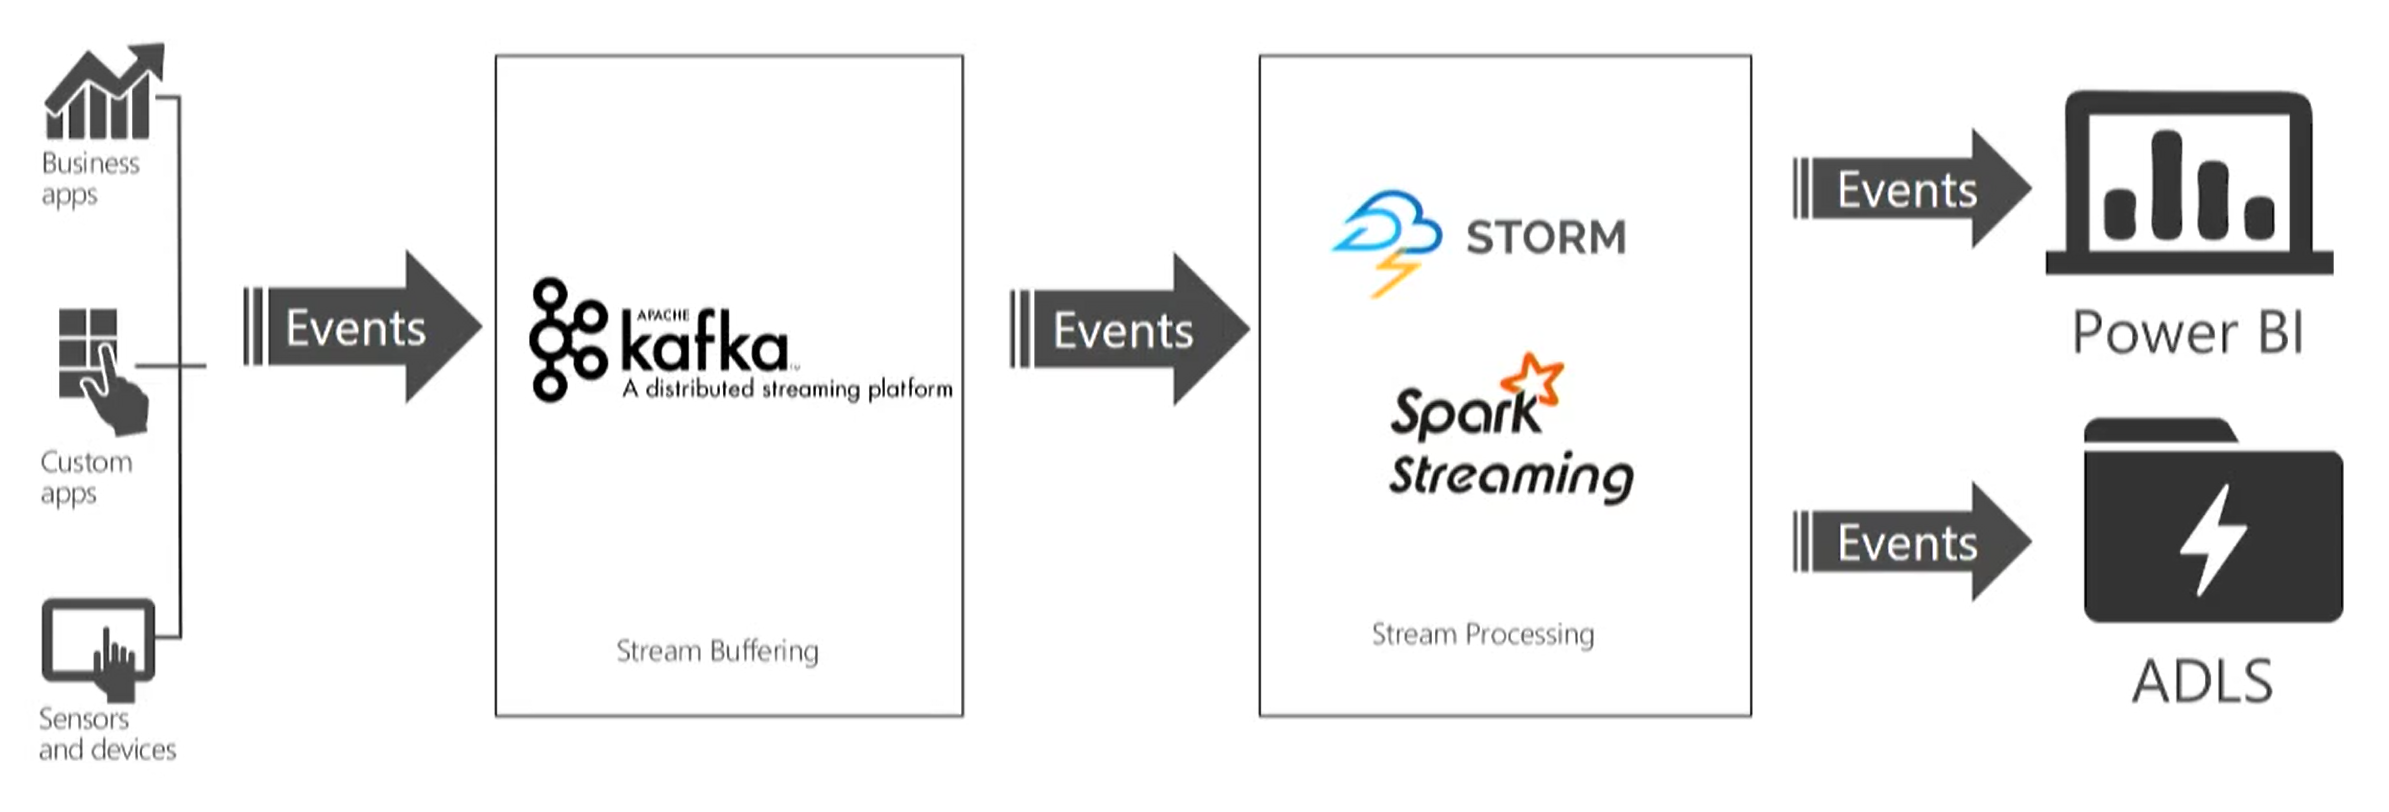 Business
apps
Custom
apps
Sensors
and devices
Events
APACHE
kafka
A distributed streaming platform
Stream Buffering
Events
STORM
Spark
Streaming
Stream Processing
Events
Power BI
Events
ADLS